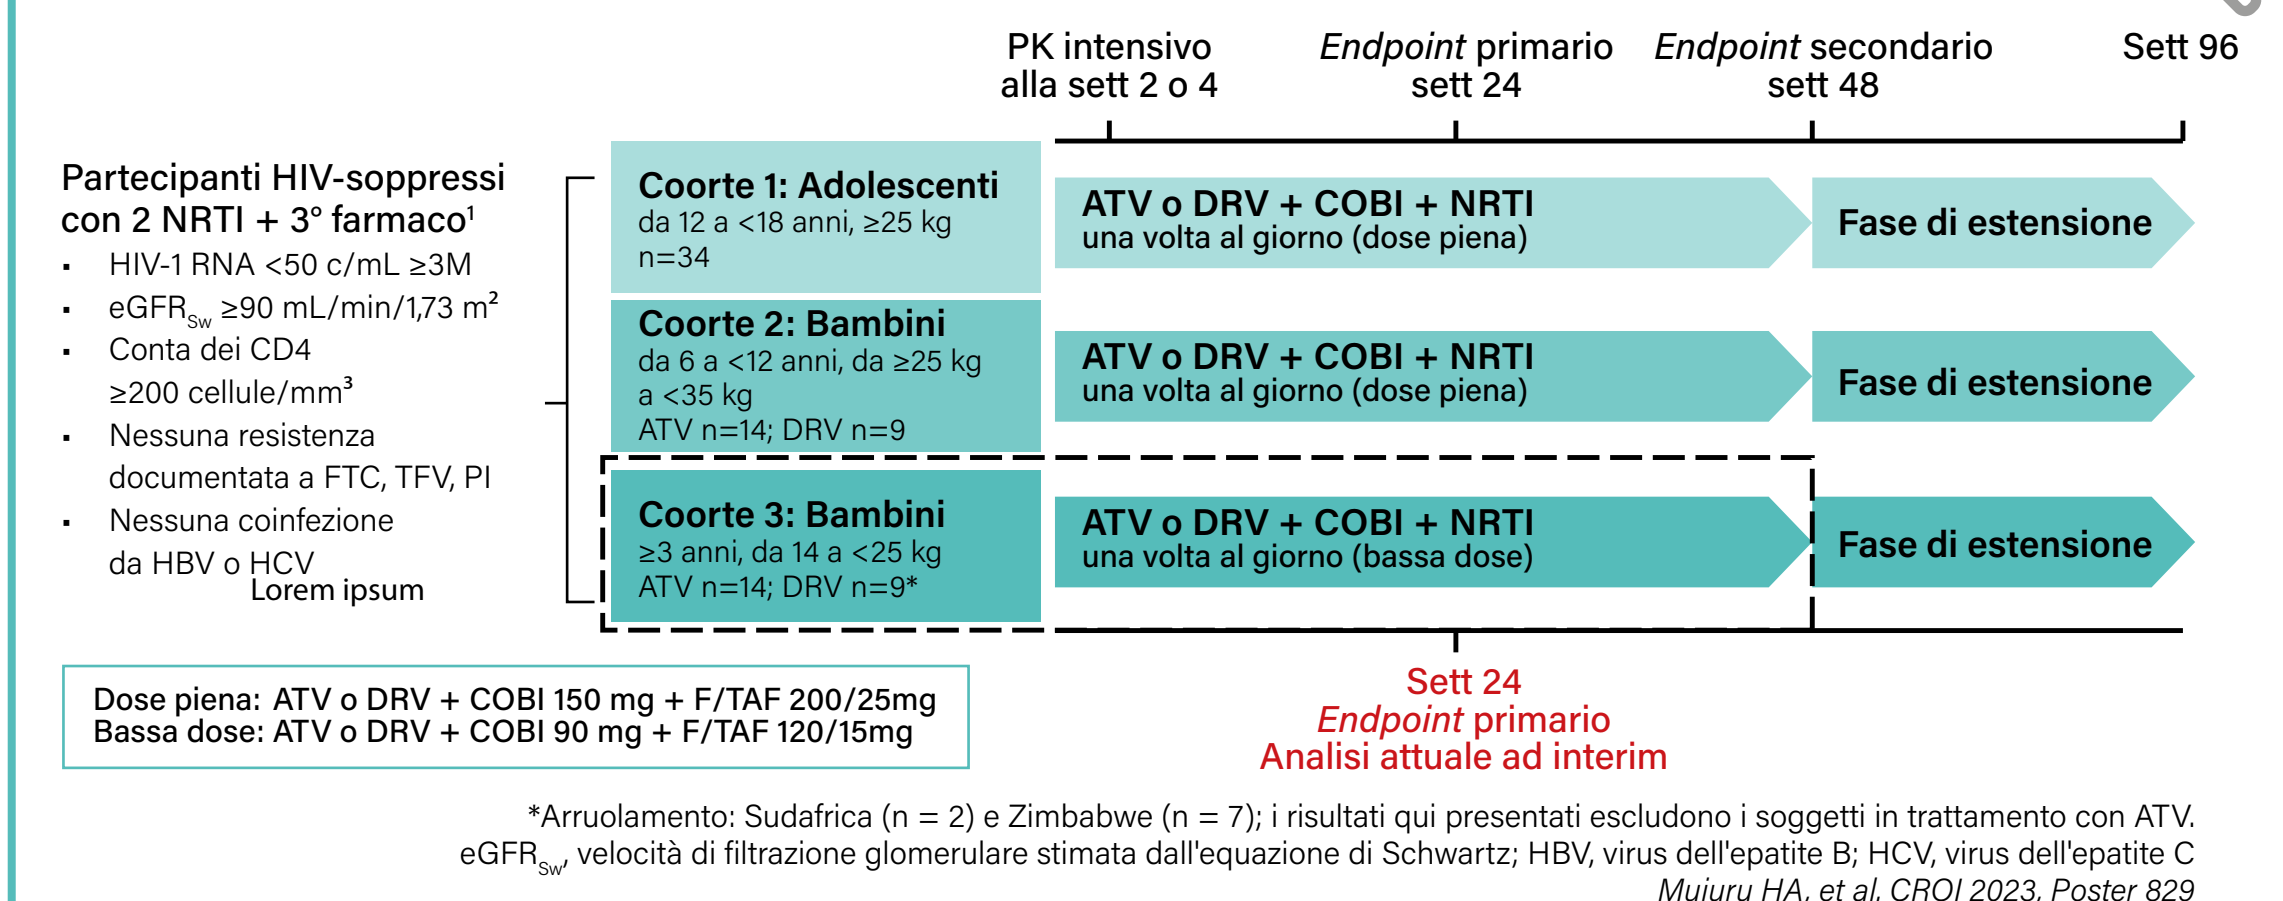 PK intensivo
alla sett 2 o 4
Endpoint primario
sett 24
Endpoint secondario
sett 48
Sett 96
Partecipanti HIV-soppressi
con 2 NRTI + 3° farmaco¹
▪ HIV-1 RNA <50 c/mL ≥3M
▪ eGFRSw ≥90 mL/min/1,73 m²
▪ Conta dei CD4
≥200 cellule/mm³
▪ Nessuna resistenza
documentata a FTC, TFV, PI
▪ Nessuna coinfezione
da HBV o HCV
Lorem ipsum
Coorte 1: Adolescenti
da 12 a <18 anni, ≥25 kg
n=34
ATV o DRV + COBI + NRTI
una volta al giorno (dose piena)
Fase di estensione
Coorte 2: Bambini
da 6 a <12 anni, da ≥25 kg
a <35 kg
ATV n=14; DRV n=9
ATV o DRV + COBI + NRTI
una volta al giorno (dose piena)
Fase di estensione
Coorte 3: Bambini
≥3 anni, da 14 a <25 kg
ATV n=14; DRV n=9*
ATV o DRV + COBI + NRTI
una volta al giorno (bassa dose)
Fase di estensione
Dose piena: ATV o DRV + COBI 150 mg + F/TAF 200/25mg
Bassa dose: ATV o DRV + COBI 90 mg + F/TAF 120/15mg
Sett 24
Endpoint primario
Analisi attuale ad interim
*Arruolamento: Sudafrica (n = 2) e Zimbabwe (n = 7); i risultati qui presentati escludono i soggetti in trattamento con ATV.
eGFRSw, velocità di filtrazione glomerulare stimata dall'equazione di Schwartz; HBV, virus dell'epatite B; HCV, virus dell'epatite C
Mujuru HA, et al. CROI 2023, Poster 829